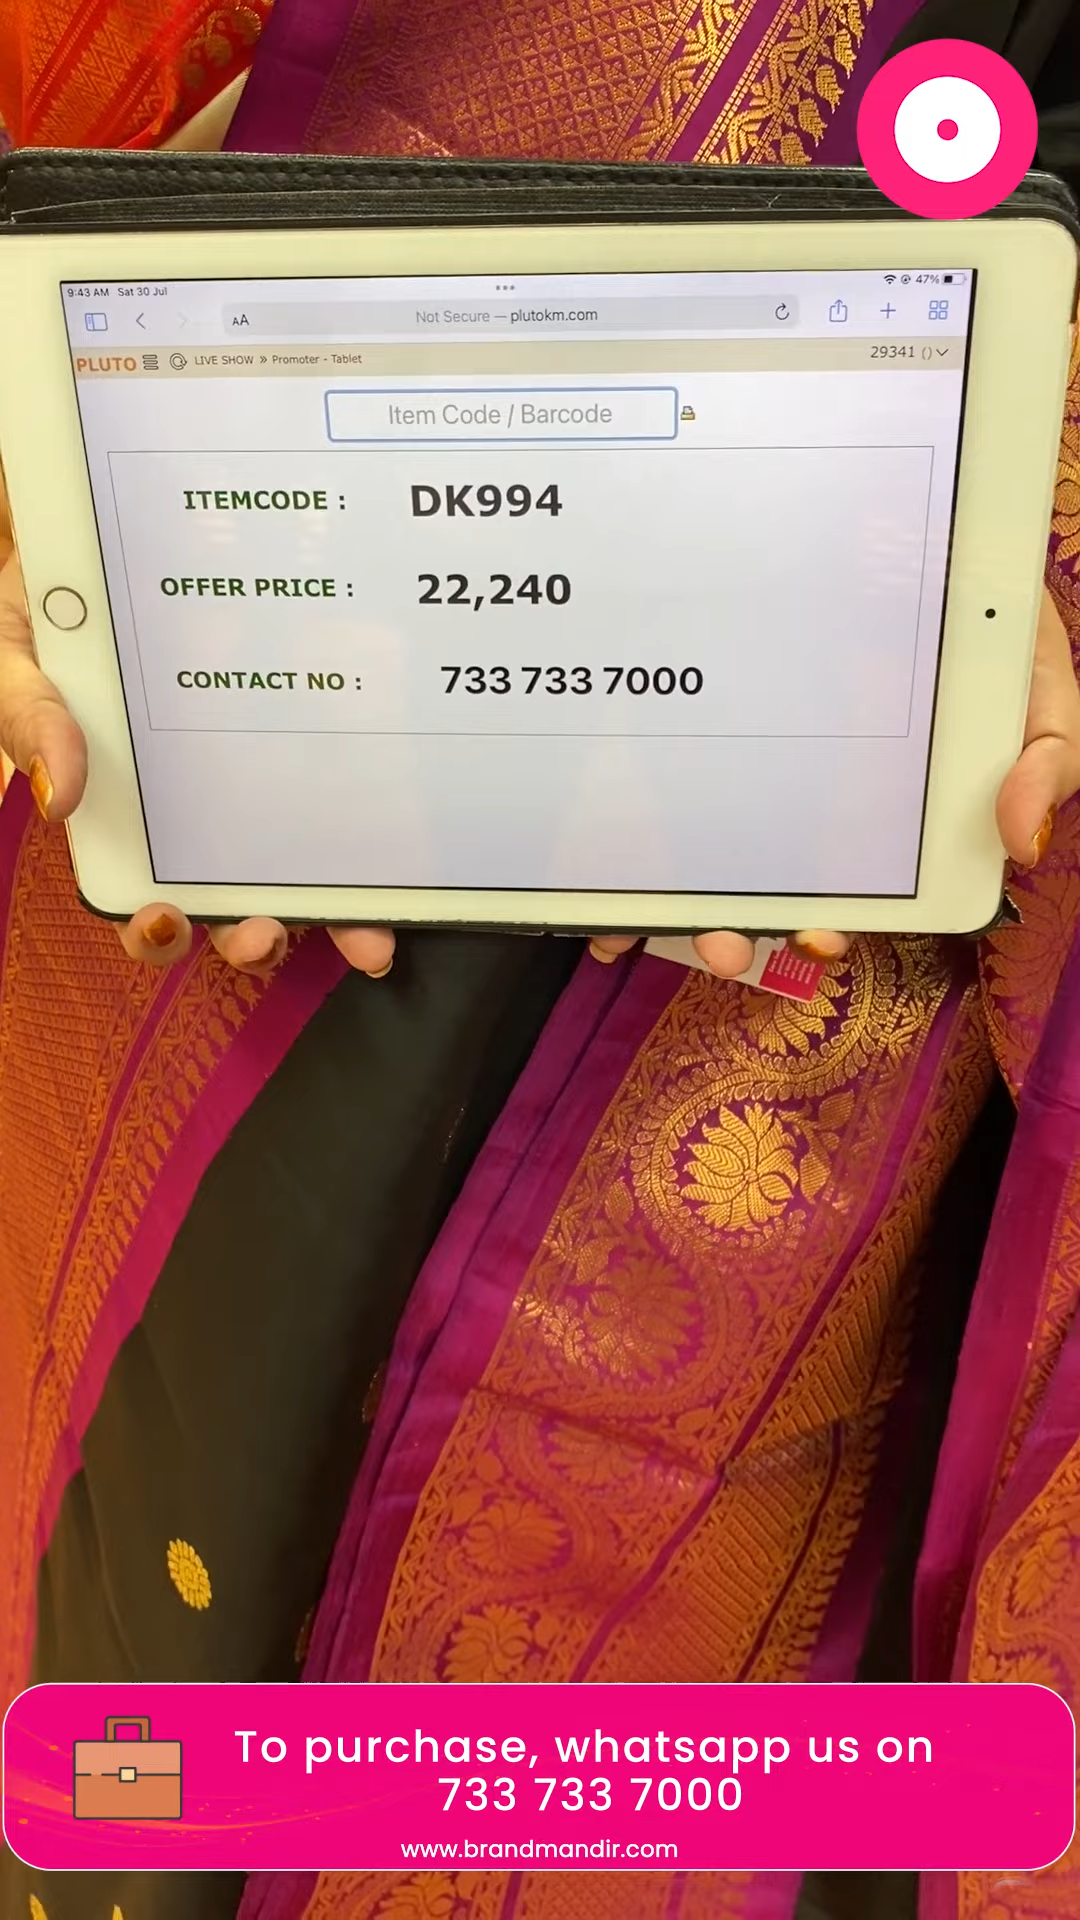 9:43 AM Sat 30 Jul
47%
AA
Not Secure — plutokm.com
PLUTO
LIVE SHOW » Promoter - Tablet
29341 ()
Item Code / Barcode
ITEMCODE : DK994
OFFER PRICE : 22,240
CONTACT NO : 733 733 7000
To purchase, whatsapp us on
733 733 7000
www.brandmandir.com